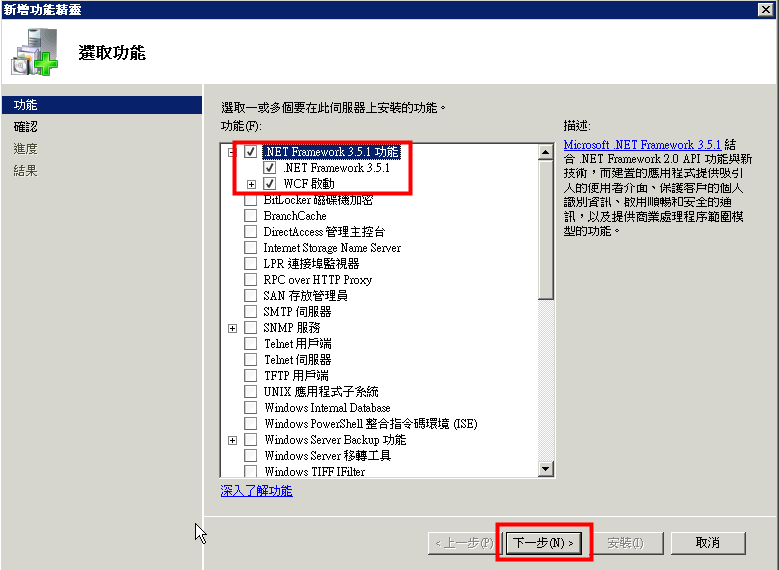 新增功能精靈
選取功能
功能
確認
進度
結果
選取一或多個要在此伺服器上安裝的功能。
功能(F):
.NET Framework 3.5.1 功能
.NET Framework 3.5.1
WCF 啟動
BitLocker 磁碟機加密
BranchCache
DirectAccess 管理主控台
Internet Storage Name Server
LPR 連接埠監視器
RPC over HTTP Proxy
SAN 存放管理員
SMTP 伺服器
SNMP 服務
Telnet 用戶端
Telnet 伺服器
TFTP 用戶端
UNIX 應用程式子系統
Windows Internal Database
Windows PowerShell 整合指令碼環境 (ISE)
Windows Server Backup 功能
Windows Server 移轉工具
Windows TIFF IFilter
深入了解功能
描述:
Microsoft .NET Framework 3.5.1 結
合 .NET Framework 2.0 API 功能與新
技術，而建置的應用程式提供吸引
人的使用者介面、保護客戶的個人
識別資訊、啟用順暢和安全的通
訊，以及提供商業處理程序範圍模
型的功能。
< 上一步(P)
下一步(N) >
安裝(I)
取消